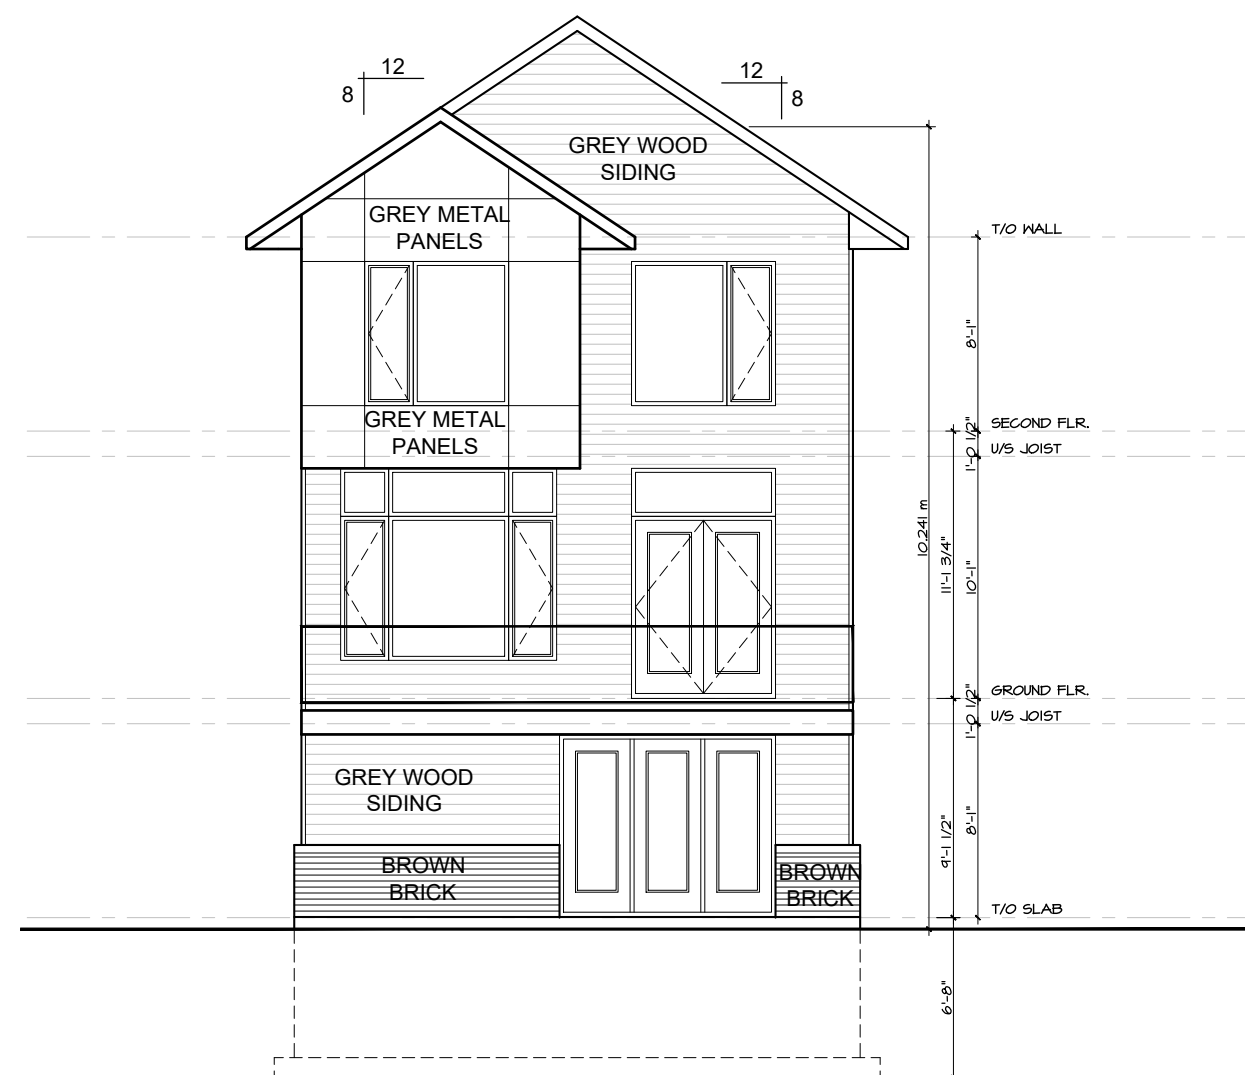 12
8
12
8
GREY WOOD
SIDING
GREY METAL
PANELS
T/O WALL
8'-1"
GREY METAL
PANELS
SECOND FLR.
1'-0 1/2"
U/S JOIST
10.241 m
11'-1 3/4"
10'-1"
GROUND FLR.
1'-0 1/2"
U/S JOIST
GREY WOOD
SIDING
9'-1 1/2"
8'-1"
BROWN
BRICK
BROWN
BRICK
T/O SLAB
6'-8"